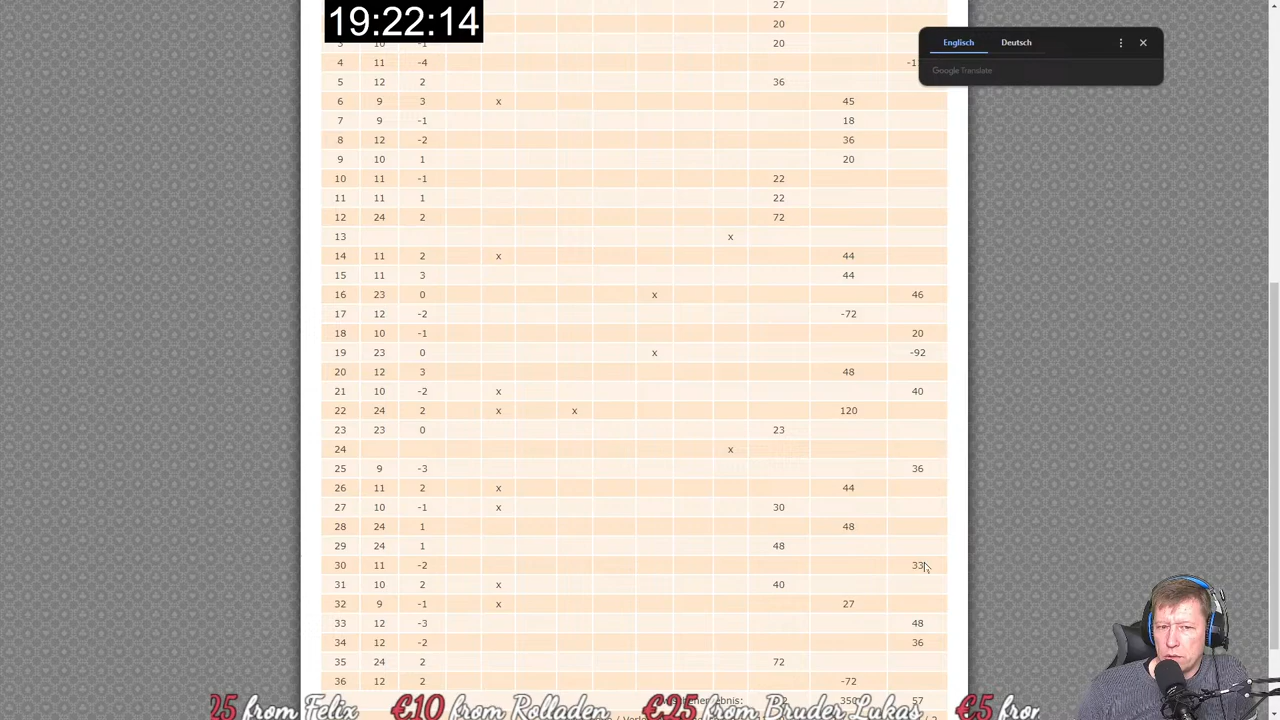 27
19:22:14
20
20
Englisch Deutsch
4 11 -4
Google Translate
5 12 2 36
6 9 3 x 45
7 9 -1 18
8 12 -2 36
9 10 1 20
10 11 -1 22
11 11 1 22
12 24 2 72
13 x
14 11 2 x 44
15 11 3 44
16 23 0 x 46
17 12 -2 -72
18 10 -1 20
19 23 0 x -92
20 12 3 48
21 10 -2 x 40
22 24 2 x x 120
23 23 0 23
24 x
25 9 -3 36
26 11 2 x 44
27 10 -1 x 30
28 24 1 48
29 24 1 48
30 11 -2 33
31 10 2 x 40
32 9 -1 x 27
33 12 -3 48
34 12 -2 36
35 24 2 72
36 12 2 -72
57
from Felix £10 from Rolladen £25 from Bruder Lukas £5